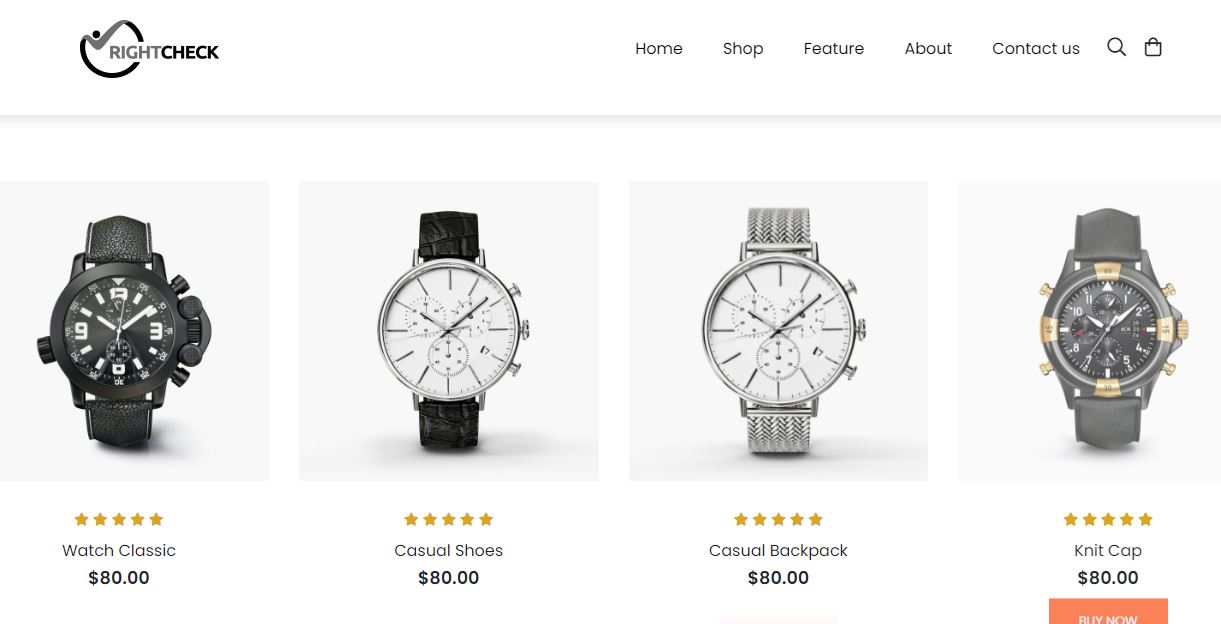 RIGHTCHECK
Home Shop Feature About Contact us
Watch Classic
$80.00
Casual Shoes
$80.00
Casual Backpack
$80.00
Knit Cap
$80.00
BUY NOW